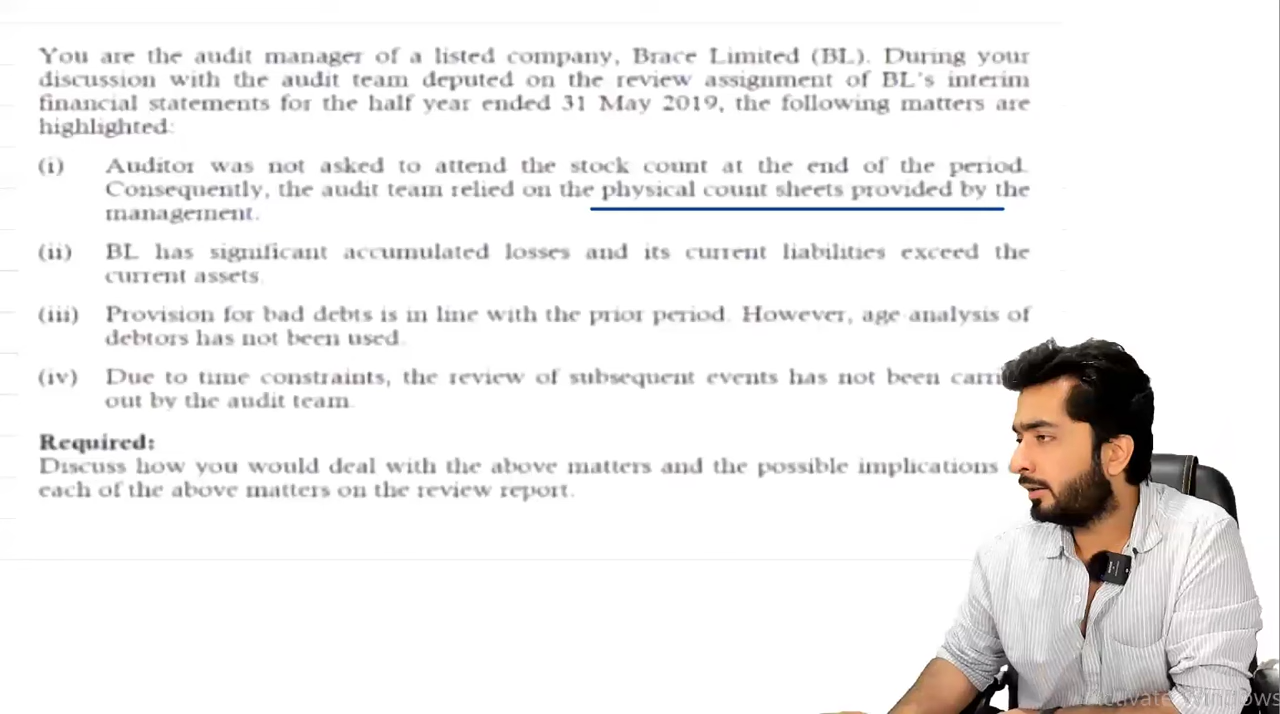 You are the audit manager of a listed company, Brace Limited (BL). During your
discussion with the audit team deputed on the review assignment of BL's interim
financial statements for the half year ended 31 May 2019, the following matters are
highlighted:
(i) Auditor was not asked to attend the stock count at the end of the period.
Consequently, the audit team relied on the physical count sheets provided by the
management.
(ii) BL has significant accumulated losses and its current liabilities exceed the
current assets.
(iii) Provision for bad debts is in line with the prior period. However, age analysis of
debtors has not been used.
(iv) Due to time constraints, the review of subsequent events has not been
out by the audit team.
Required:
Discuss how you would deal with the above matters and the possible implications
each of the above matters on the review report.
Activate Windows